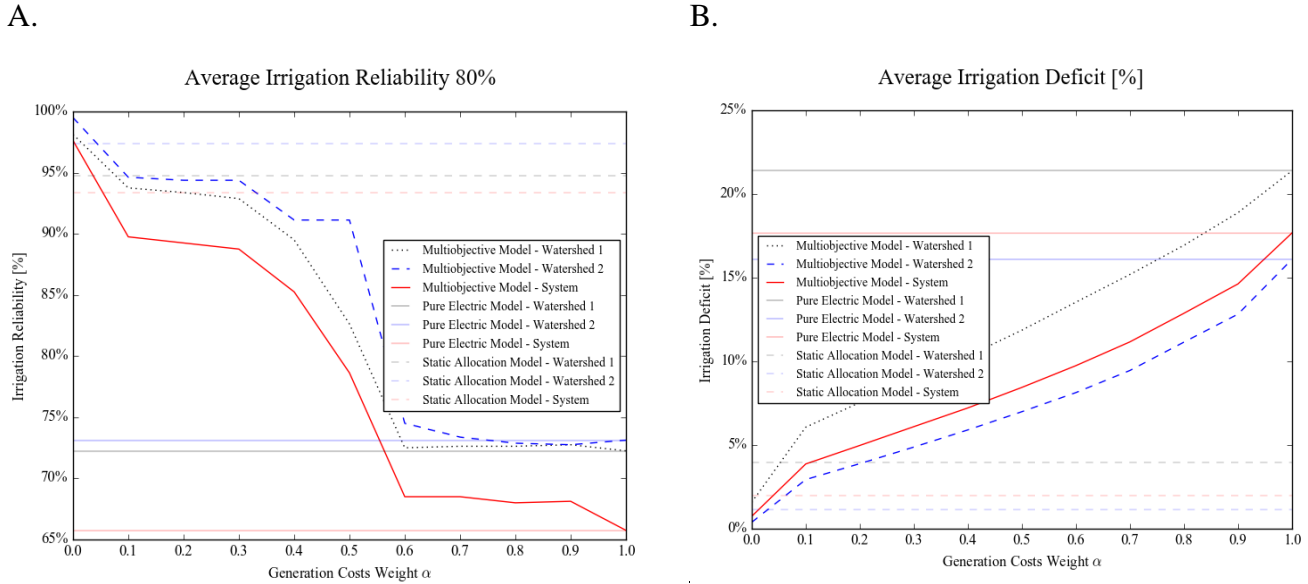 A.
B.
Average Irrigation Reliability 80%
100%
95%
90%
85%
80%
75%
70%
65%
Irrigation Reliability [%]
Multiobjective Model - Watershed 1
Multiobjective Model - Watershed 2
Multiobjective Model - System
Pure Electric Model - Watershed 1
Pure Electric Model - Watershed 2
Pure Electric Model - System
Static Allocation Model - Watershed 1
Static Allocation Model - Watershed 2
Static Allocation Model - System
0.0 0.1 0.2 0.3 0.4 0.5 0.6 0.7 0.8 0.9 1.0
Generation Costs Weight α
Average Irrigation Deficit [%]
25%
20%
15%
10%
5%
0%
Irrigation Deficit [%]
Multiobjective Model - Watershed 1
Multiobjective Model - Watershed 2
Multiobjective Model - System
Pure Electric Model - Watershed 1
Pure Electric Model - Watershed 2
Pure Electric Model - System
Static Allocation Model - Watershed 1
Static Allocation Model - Watershed 2
Static Allocation Model - System
0.0 0.1 0.2 0.3 0.4 0.5 0.6 0.7 0.8 0.9 1.0
Generation Costs Weight α